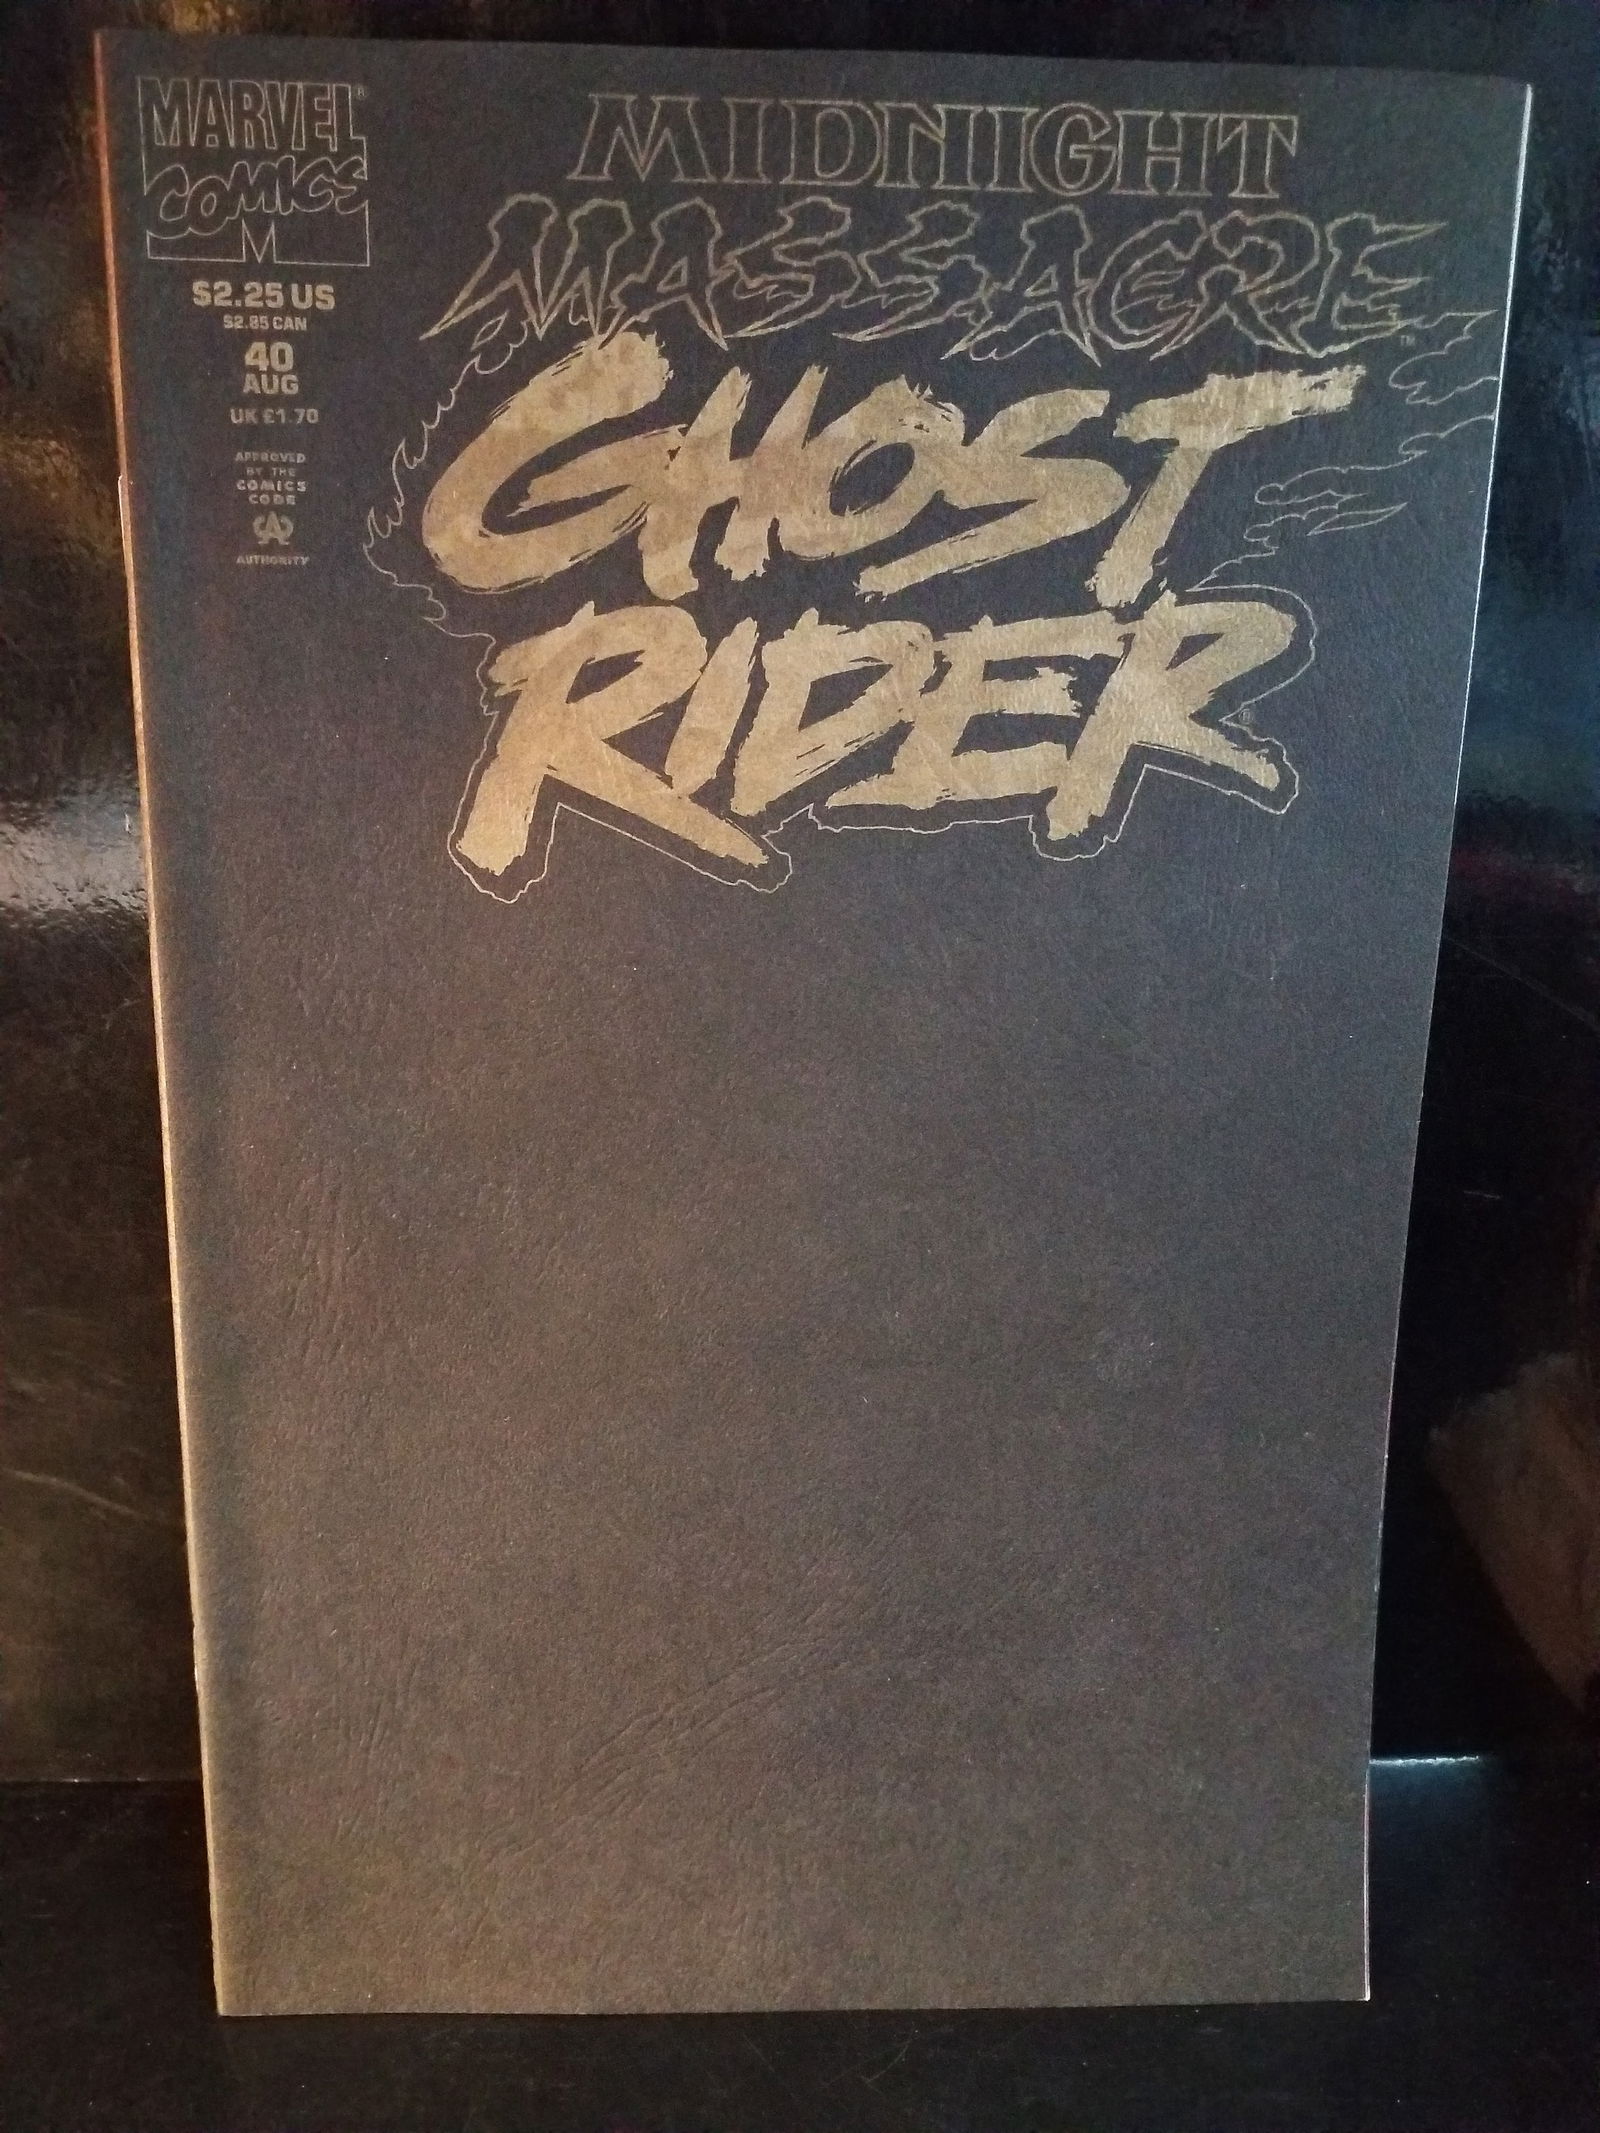 MARVEL®
COMICS
M
$2.25 US
$2.85 CAN
40
AUG
UK £1.70
APPROVED
BY THE
COMICS
CODE
A
AUTHORITY
MIDNIGHT
MASSACRE™
GHOST
RIDER®